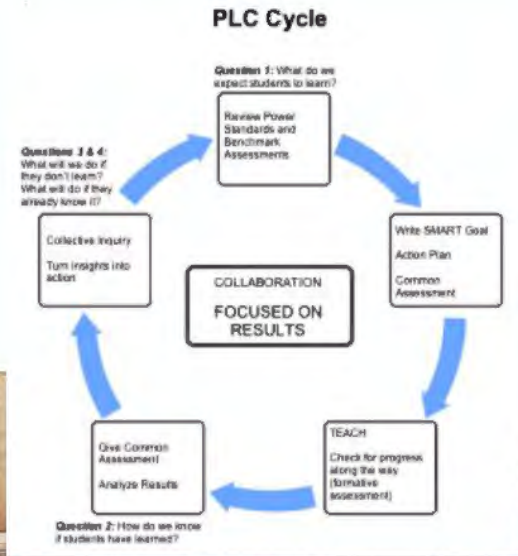 PLC Cycle
Question 1: What do we
expect students to learn?
Review Power
Standards and
Benchmark
Assessments
Write SMART Goal
Action Plan
Common
Assessment
TEACH
Check for progress
along the way
(formative
assessment)
Give Common
Assessment
Analyze Results
Question 2: How do we know
if students have learned?
Collective Inquiry
Turn insights into
action
Questions 3 & 4:
What will we do if
they don't learn?
What will do if they
already know it?
COLLABORATION
FOCUSED ON
RESULTS